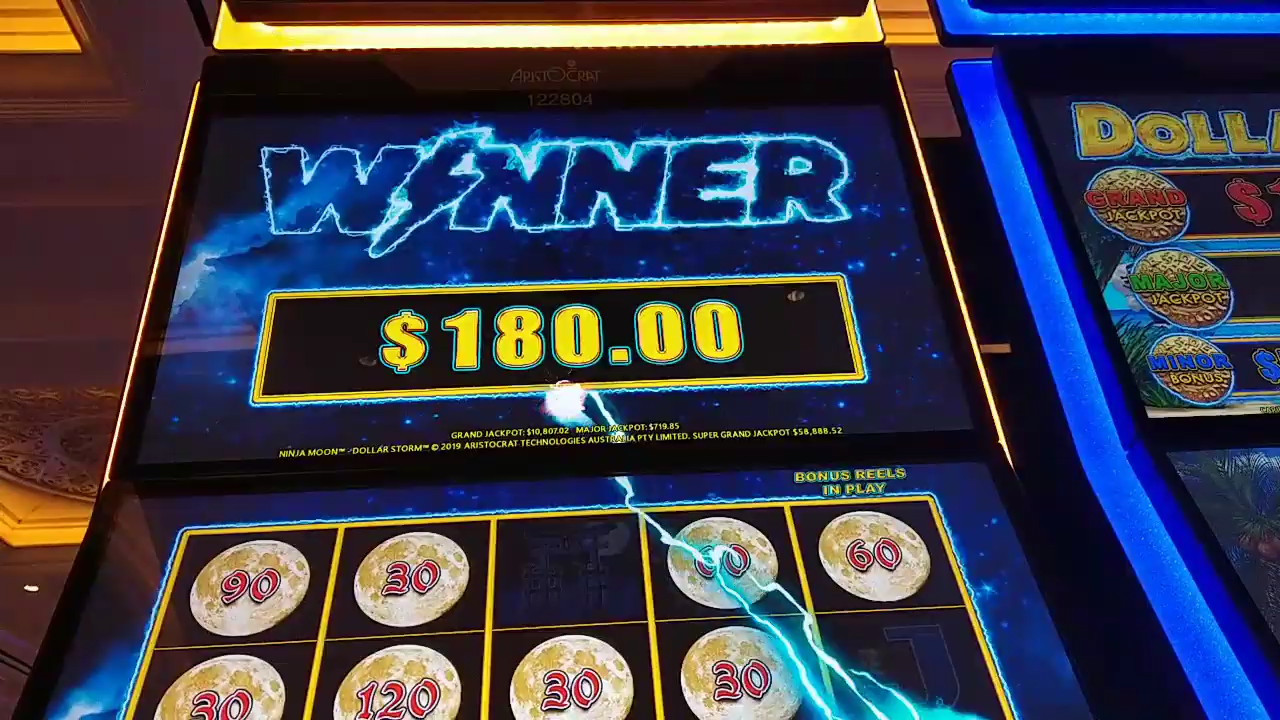 ARISTOCRAT
122804
WINNER
$180.00
GRAND JACKPOT: $10,807.02 MAJOR JACKPOT: $719.85
NINJA MOON™ - DOLLAR STORM™ © 2019 ARISTOCRAT TECHNOLOGIES AUSTRALIA PTY LIMITED. SUPER GRAND JACKPOT $58,888.52
BONUS REELS
IN PLAY
90 30 60
30 120 30 30
J
DOLLA
GRAND
JACKPOT
$1
MAJOR
JACKPOT
MINOR
BONUS
$